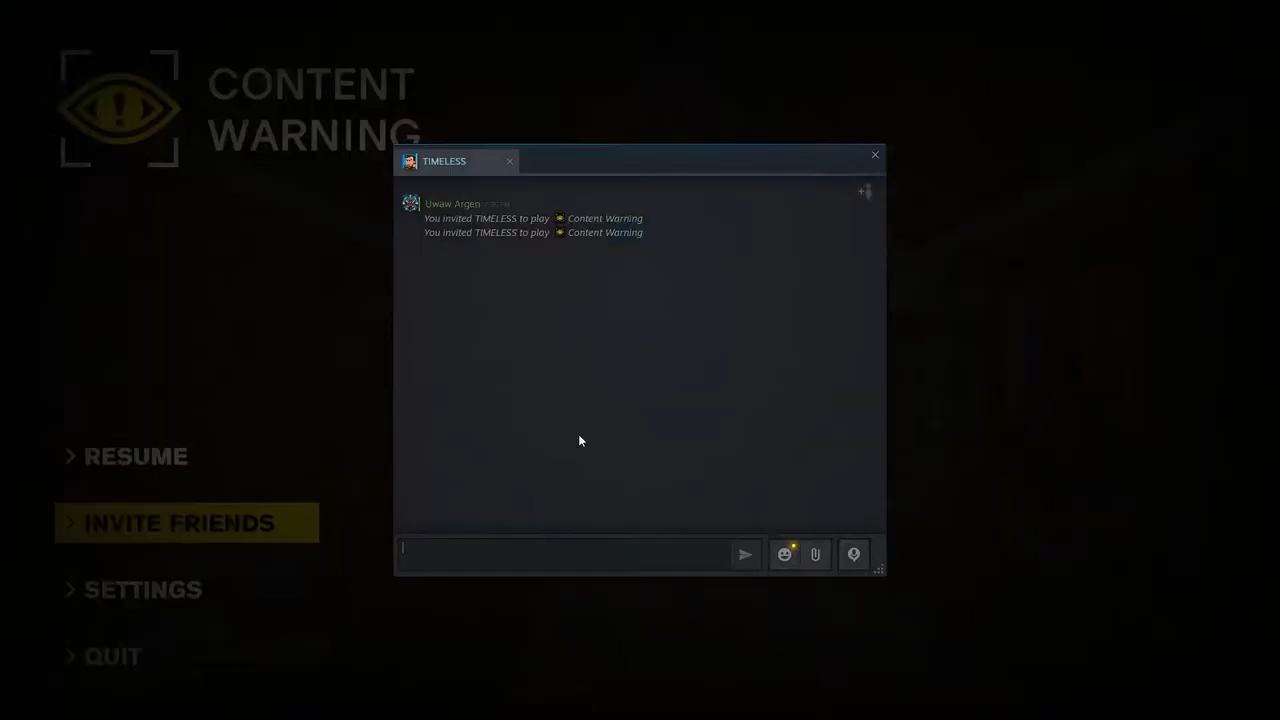 CONTENT
WARNING
TIMELESS
Uwaw Argen
You invited TIMELESS to play Content Warning
You invited TIMELESS to play Content Warning
> RESUME
> INVITE FRIENDS
> SETTINGS
> QUIT